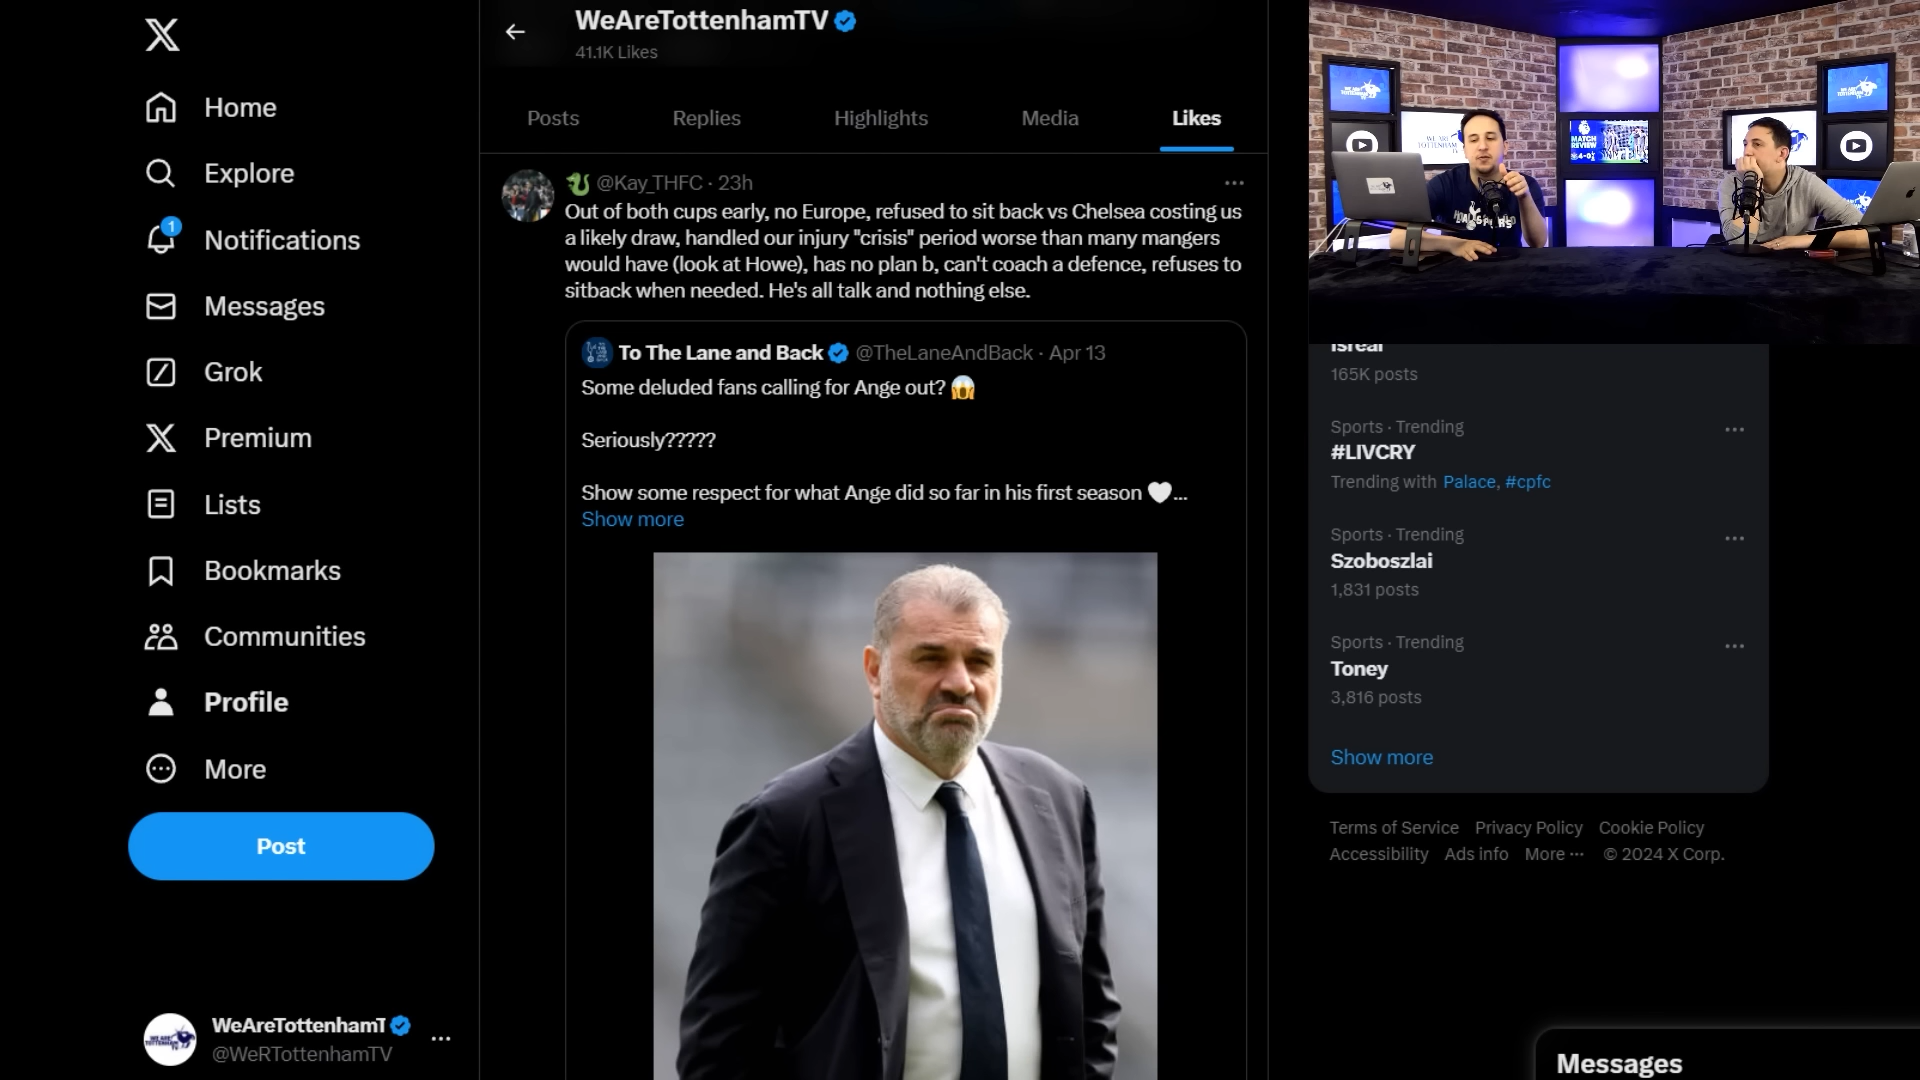 Home
Explore
1
Notifications
Messages
Grok
Premium
Lists
Bookmarks
Communities
Profile
More
Post
WeAreTottenhamT
@WeRTottenhamTV
WeAreTottenhamTV
41.1K Likes
Posts
Replies
Highlights
Media
Likes
@Kay_THFC · 23h
Out of both cups early, no Europe, refused to sit back vs Chelsea costing us
a likely draw, handled our injury "crisis" period worse than many mangers
would have (look at Howe), has no plan b, can't coach a defence, refuses to
sitback when needed. He's all talk and nothing else.
To The Lane and Back @TheLaneAndBack · Apr 13
Some deluded fans calling for Ange out? 😱
Seriously?????
Show some respect for what Ange did so far in his first season 🤍...
Show more
MATCH
REVIEW
4-0
Isreal
165K posts
Sports · Trending
#LIVCRY
Trending with Palace, #cpfc
Sports · Trending
Szoboszlai
1,831 posts
Sports · Trending
Toney
3,816 posts
Show more
Terms of Service Privacy Policy Cookie Policy
Accessibility Ads info More ··· © 2024 X Corp.
Messages